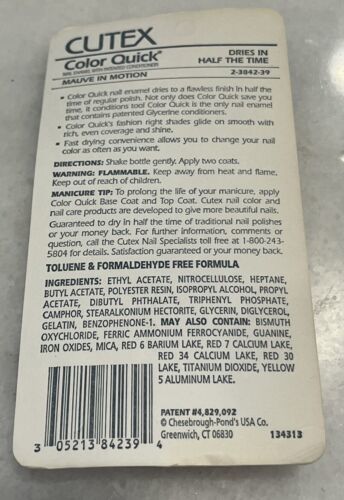 CUTEX
Color Quick®
NAIL ENAMEL WITH PATENTED CONDITIONERS
DRIES IN
HALF THE TIME
MAUVE IN MOTION
2-3842-39
• Color Quick nail enamel dries to a flawless finish in half the
time of regular polish. Not only does Color Quick save you
time, it conditions too! Color Quick is the only nail enamel
that contains patented Glycerine conditioners.
• Color Quick's fashion right shades glide on smooth with
rich, even coverage and shine.
• Fast drying convenience allows you to change your nail
color as often as you want.
DIRECTIONS: Shake bottle gently. Apply two coats.
WARNING: FLAMMABLE. Keep away from heat and flame.
Keep out of reach of children.
MANICURE TIP: To prolong the life of your manicure, apply
Color Quick Base Coat and Top Coat. Cutex nail color and
nail care products are developed to give more beautiful nails.
Guaranteed to dry in half the time of traditional nail polishes
or your money back. For further information, comments or
question, call the Cutex Nail Specialists toll free at 1-800-243-
5804 for details. Satisfaction guaranteed or your money back.
TOLUENE & FORMALDEHYDE FREE FORMULA
INGREDIENTS: ETHYL ACETATE, NITROCELLULOSE, HEPTANE,
BUTYL ACETATE, POLYESTER RESIN, ISOPROPYL ALCOHOL, PROPYL
ACETATE, DIBUTYL PHTHALATE, TRIPHENYL PHOSPHATE,
CAMPHOR, STEARALKONIUM HECTORITE, GLYCERIN, DIGLYCEROL,
GELATIN, BENZOPHENONE-1. MAY ALSO CONTAIN: BISMUTH
OXYCHLORIDE, FERRIC AMMONIUM FERROCYANIDE, GUANINE,
IRON OXIDES, MICA, RED 6 BARIUM LAKE, RED 7 CALCIUM LAKE,
RED 34 CALCIUM LAKE, RED 30
LAKE, TITANIUM DIOXIDE, YELLOW
5 ALUMINUM LAKE.
PATENT #4,829,092
© Chesebrough-Pond's USA Co.
Greenwich, CT 06830
134313
3 05213 84239 4